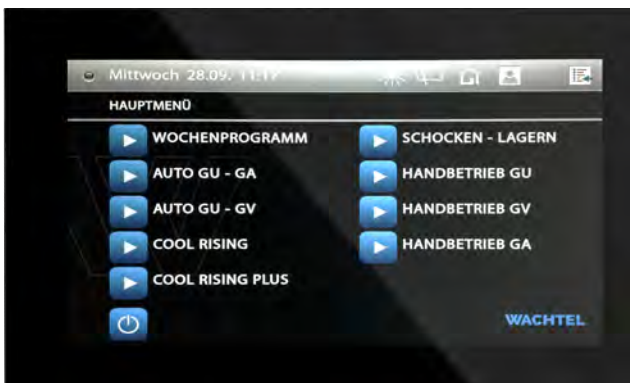 Mittwoch 28.09. 11:17
HAUPTMENÜ
WOCHENPROGRAMM
AUTO GU - GA
AUTO GU - GV
COOL RISING
COOL RISING PLUS
SCHOCKEN - LAGERN
HANDBETRIEB GU
HANDBETRIEB GV
HANDBETRIEB GA
WACHTEL